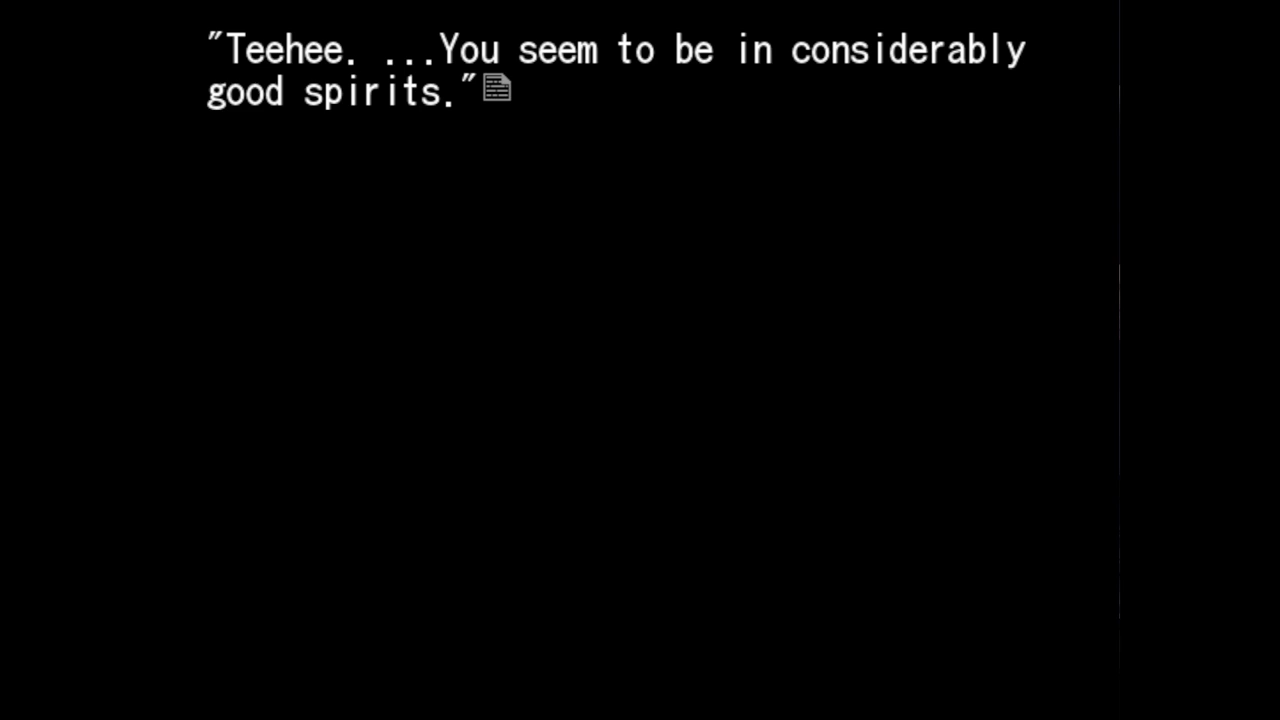 "Teehee. ...You seem to be in considerably
good spirits."